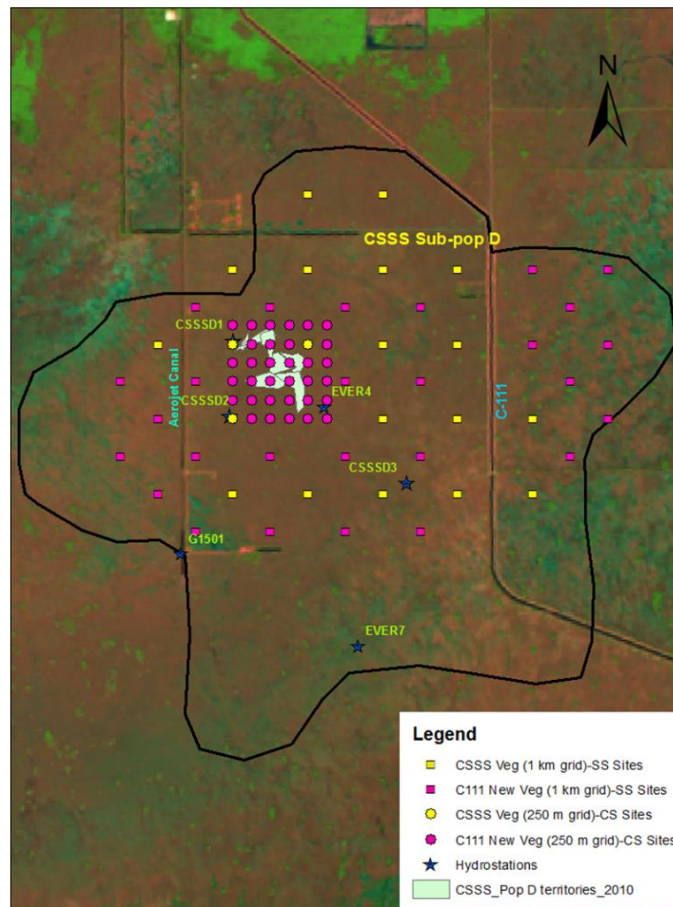 N
CSSS Sub-pop D
CSSSD1
Aerojet Canal
EVER4
CSSSD2
C-111
CSSSD3
G1501
EVER7
Legend
CSSS Veg (1 km grid)-SS Sites
C111 New Veg (1 km grid)-SS Sites
CSSS Veg (250 m grid)-CS Sites
C111 New Veg (250 m grid)-CS Sites
Hydrostations
CSSS_Pop D territories_2010